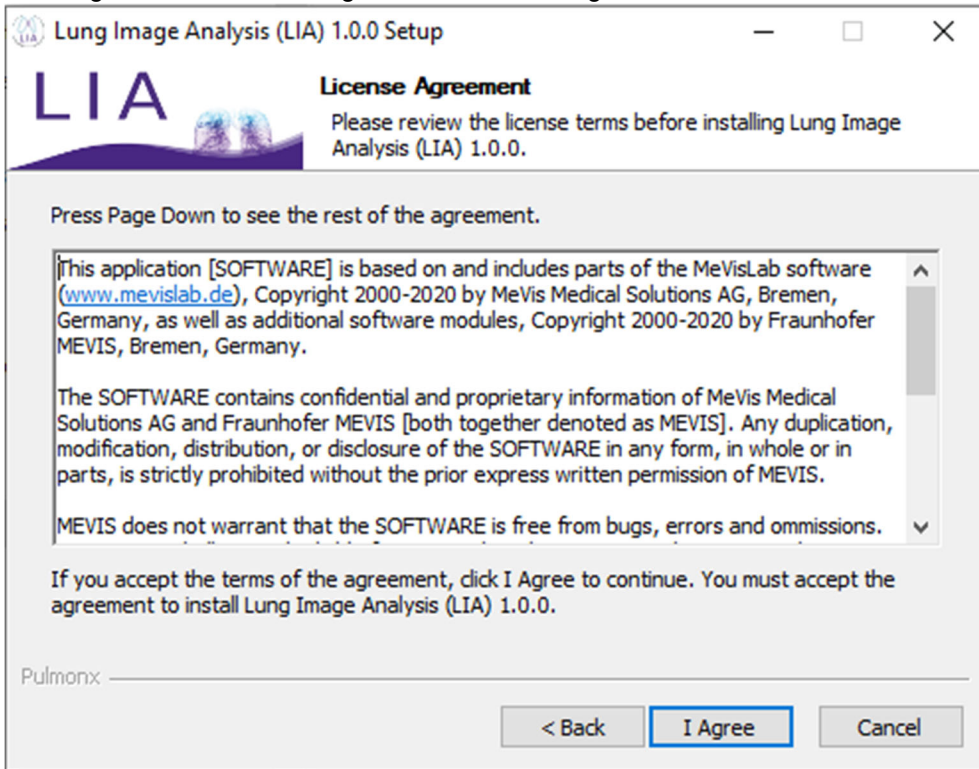 Lung Image Analysis (LIA) 1.0.0 Setup
LIA
License Agreement
Please review the license terms before installing Lung Image
Analysis (LIA) 1.0.0.
Press Page Down to see the rest of the agreement.
This application [SOFTWARE] is based on and includes parts of the MeVisLab software
(www.mevislab.de), Copyright 2000-2020 by MeVis Medical Solutions AG, Bremen,
Germany, as well as additional software modules, Copyright 2000-2020 by Fraunhofer
MEVIS, Bremen, Germany.
The SOFTWARE contains confidential and proprietary information of MeVis Medical
Solutions AG and Fraunhofer MEVIS [both together denoted as MEVIS]. Any duplication,
modification, distribution, or disclosure of the SOFTWARE in any form, in whole or in
parts, is strictly prohibited without the prior express written permission of MEVIS.
MEVIS does not warrant that the SOFTWARE is free from bugs, errors and ommissions.
If you accept the terms of the agreement, click I Agree to continue. You must accept the
agreement to install Lung Image Analysis (LIA) 1.0.0.
Pulmonx
< Back
I Agree
Cancel